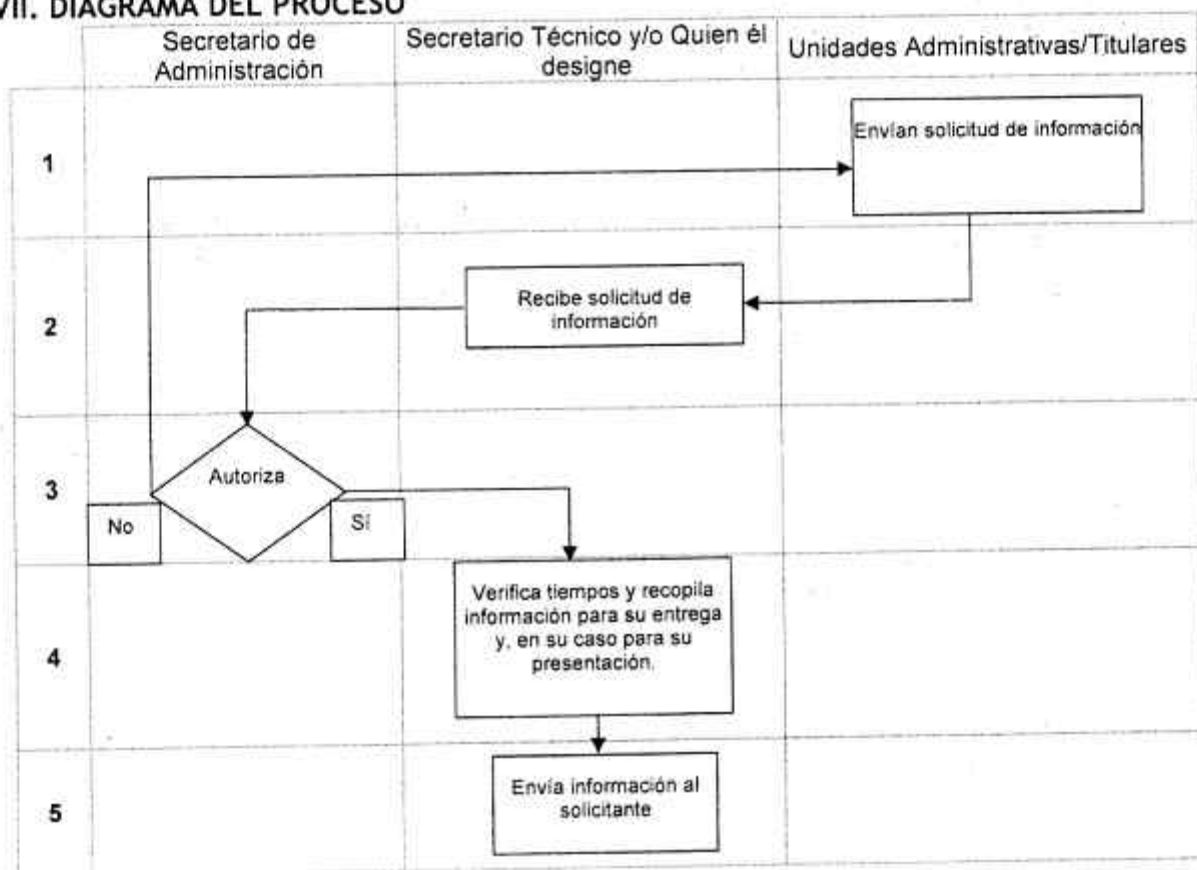 VII. DIAGRAMA DEL PROCESO
Secretario de
Administración
Secretario Técnico y/o Quien él
designe
Unidades Administrativas/Titulares
1
Envían solicitud de información
2
Recibe solicitud de
información
3
Autoriza
No
Sí
4
Verifica tiempos y recopila
información para su entrega
y, en su caso para su
presentación.
5
Envía información al
solicitante